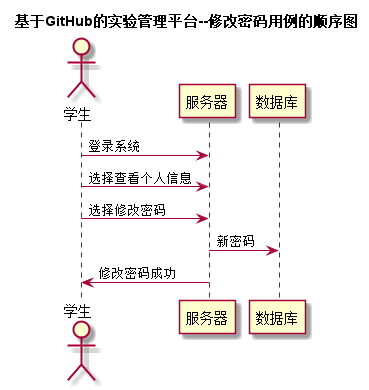 基于GitHub的实验管理平台--修改密码用例的顺序图
学生
服务器
数据库
登录系统
选择查看个人信息
选择修改密码
新密码
修改密码成功
学生
服务器
数据库